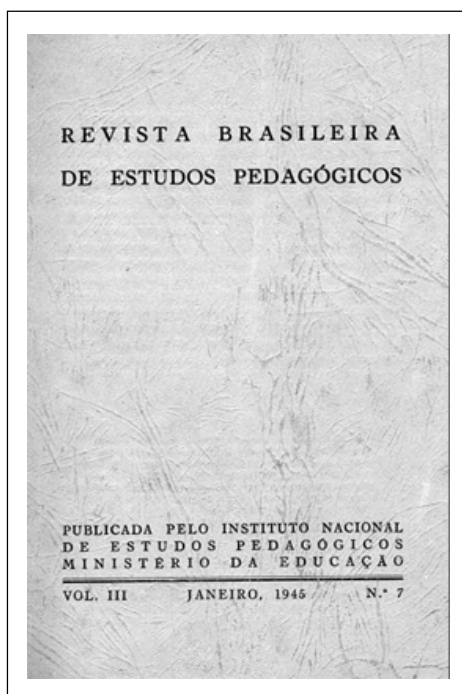 REVISTA BRASILEIRA
DE ESTUDOS PEDAGÓGICOS
PUBLICADA PELO INSTITUTO NACIONAL
DE ESTUDOS PEDAGÓGICOS
MINISTÉRIO DA EDUCAÇÃO
VOL. III JANEIRO, 1945 N.º 7